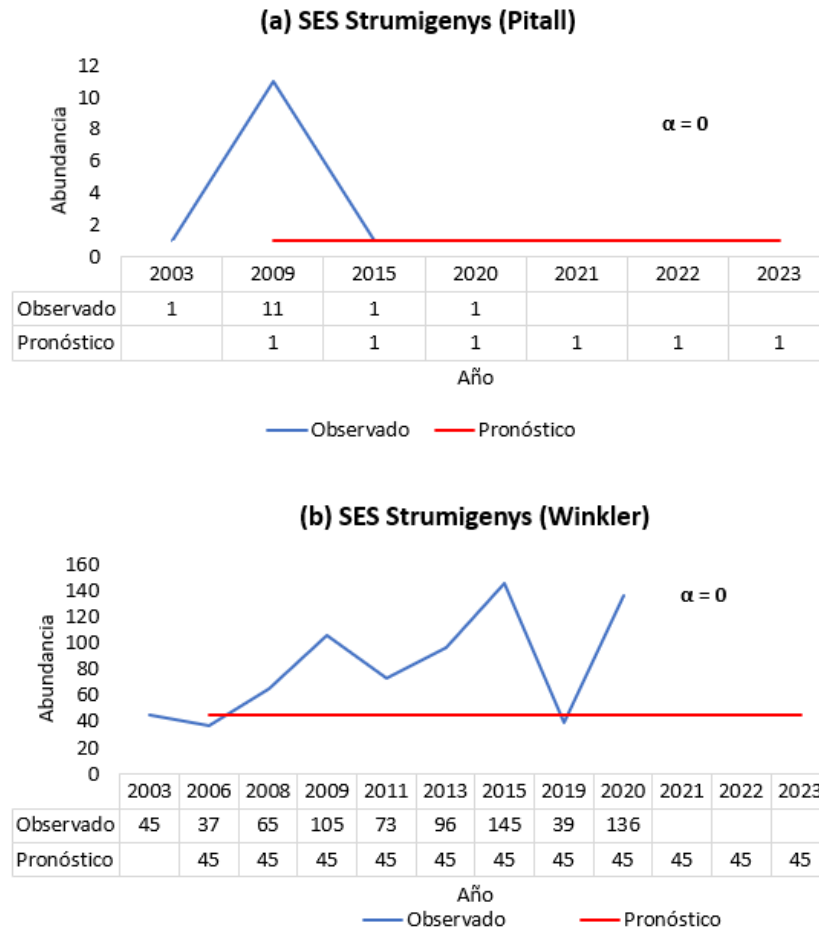 (a) SES Strumigenys (Pitall)
12
10
8
6
4
2
0
Abundancia
α = 0
2003 2009 2015 2020 2021 2022 2023
Observado 1 11 1 1
Pronóstico 1 1 1 1 1 1
Año
Observado Pronóstico
(b) SES Strumigenys (Winkler)
160
140
120
100
80
60
40
20
0
Abundancia
α = 0
2003 2006 2008 2009 2011 2013 2015 2019 2020 2021 2022 2023
Observado 45 37 65 105 73 96 145 39 136
Pronóstico 45 45 45 45 45 45 45 45 45 45 45
Año
Observado Pronóstico